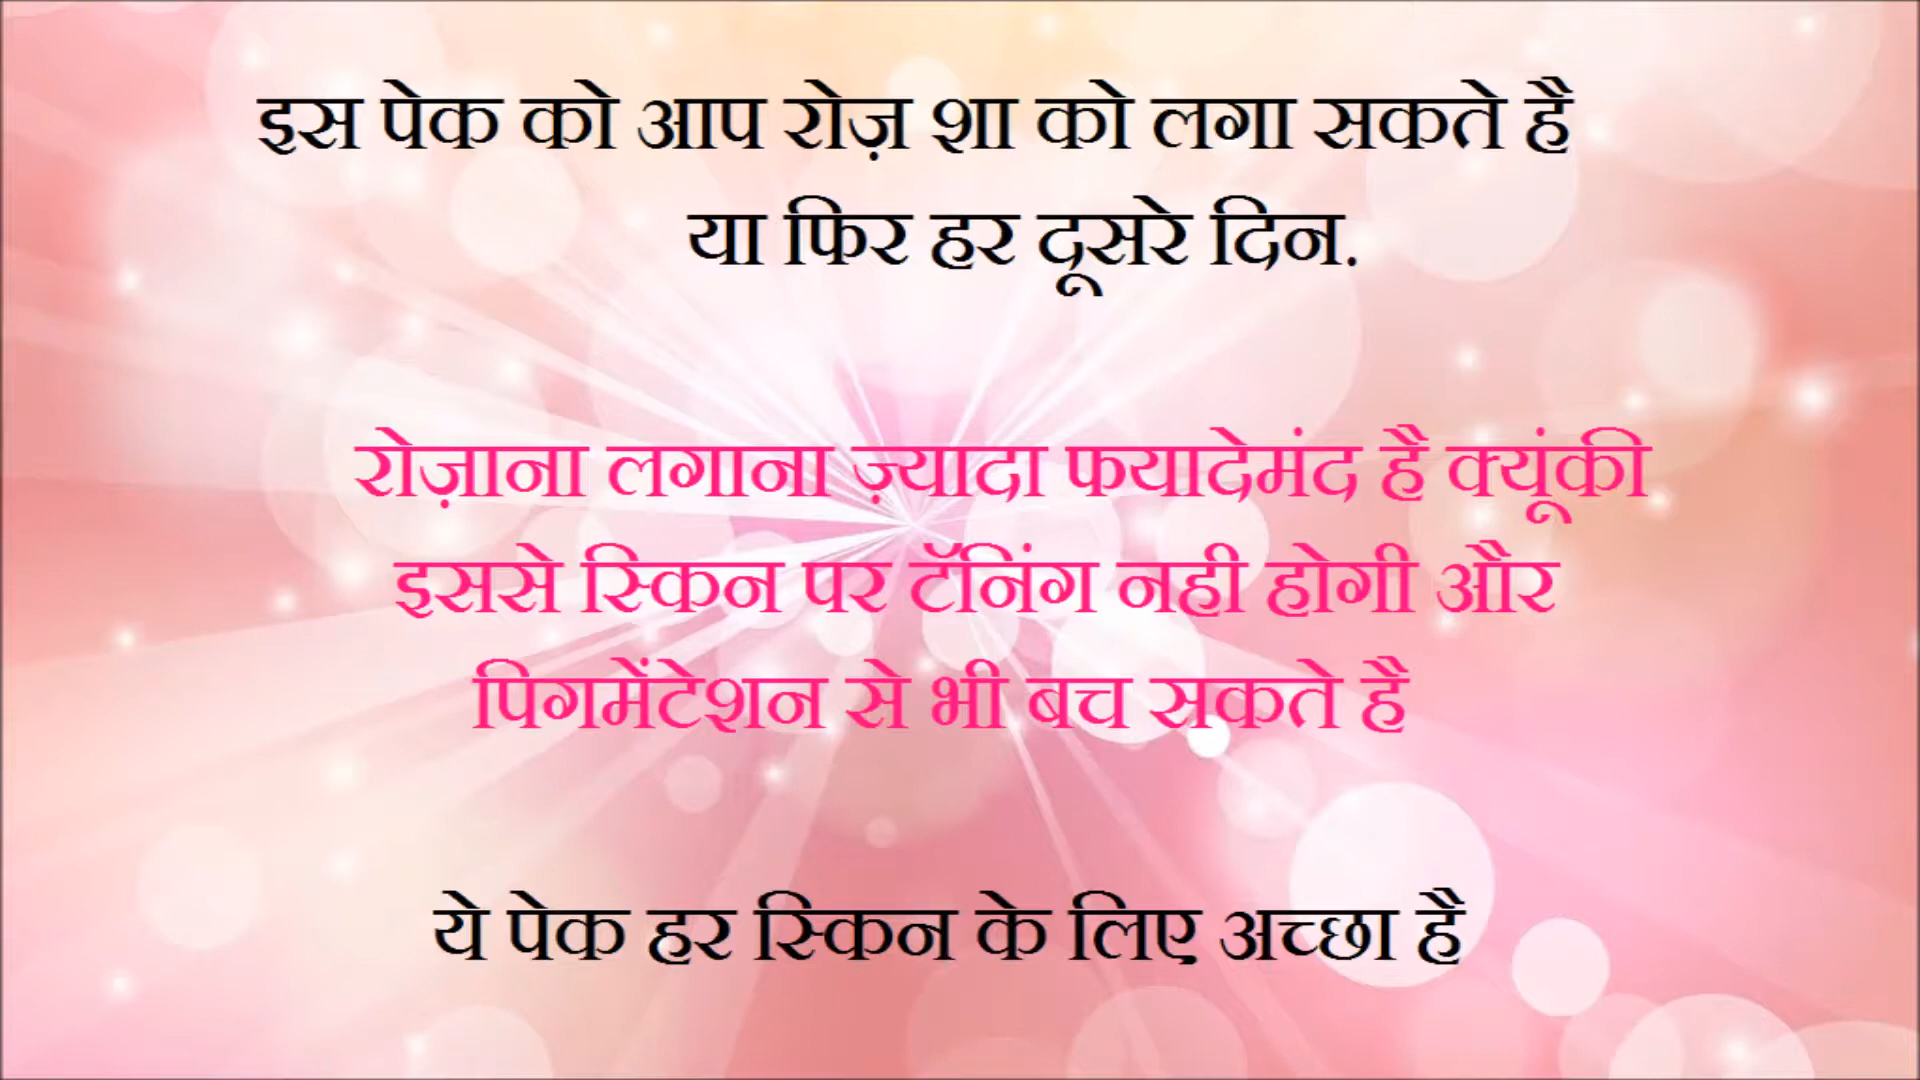 इस पेक को आप रोज़ शा को लगा सकते है
या फिर हर दूसरे दिन.
रोज़ाना लगाना ज़्यादा फयादेमंद है क्यूंकी
इससे स्किन पर टॅनिंग नही होगी और
पिगमेंटेशन से भी बच सकते है
ये पेक हर स्किन के लिए अच्छा है